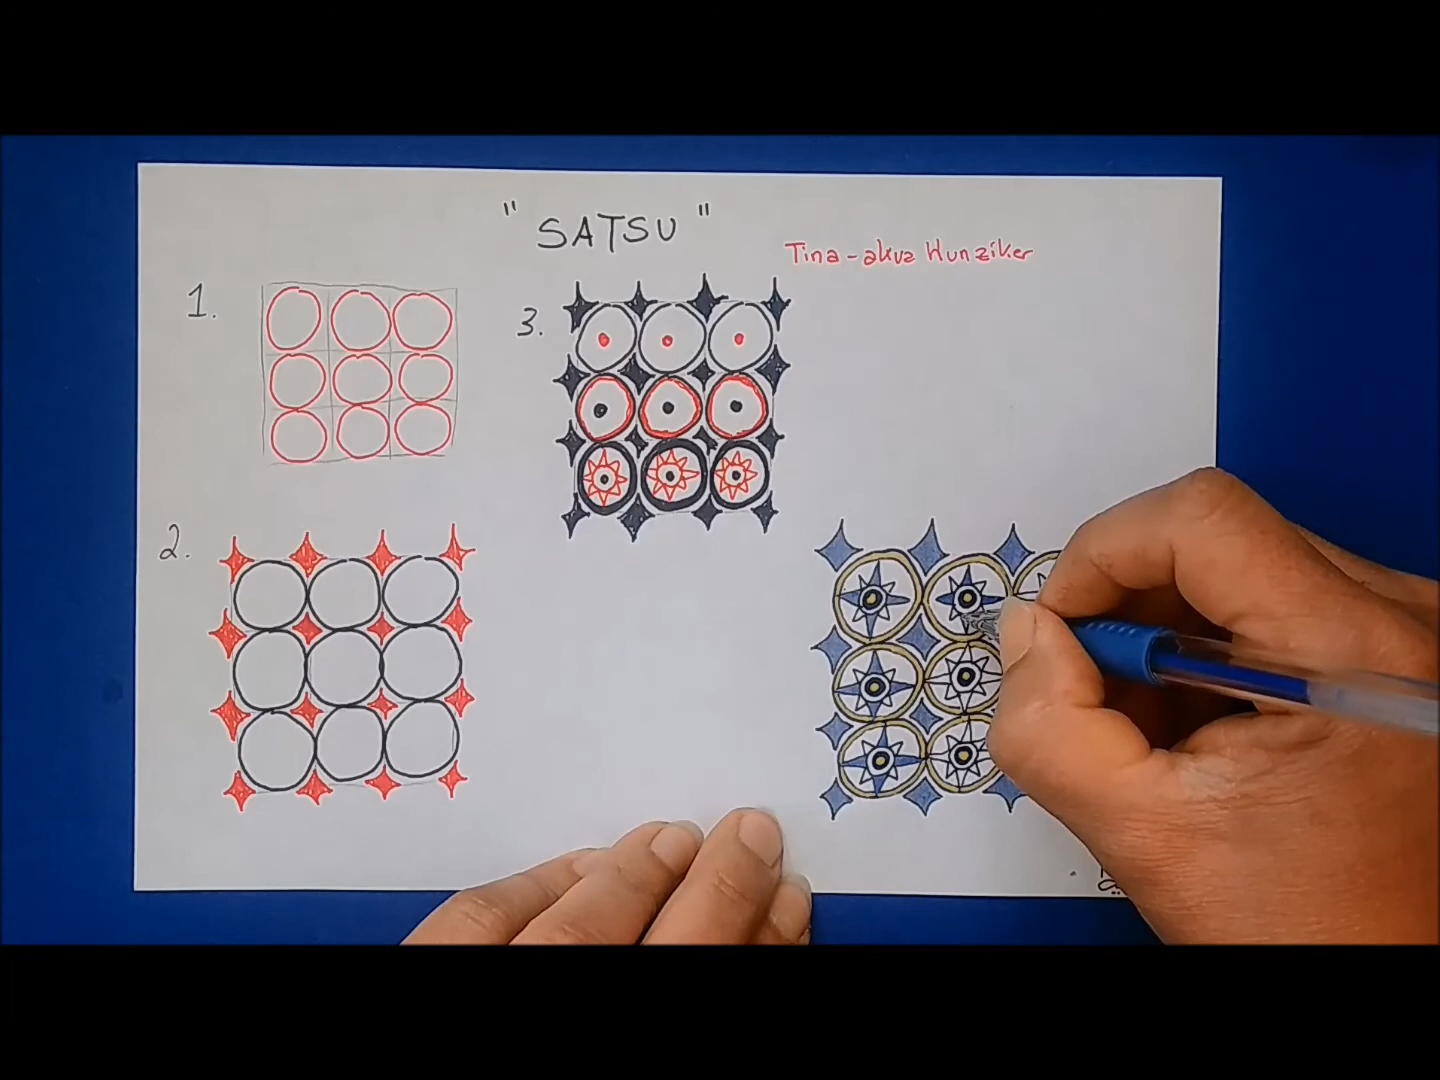 " SATSU "
Tina-akua Hunziker
1.
3.
2.